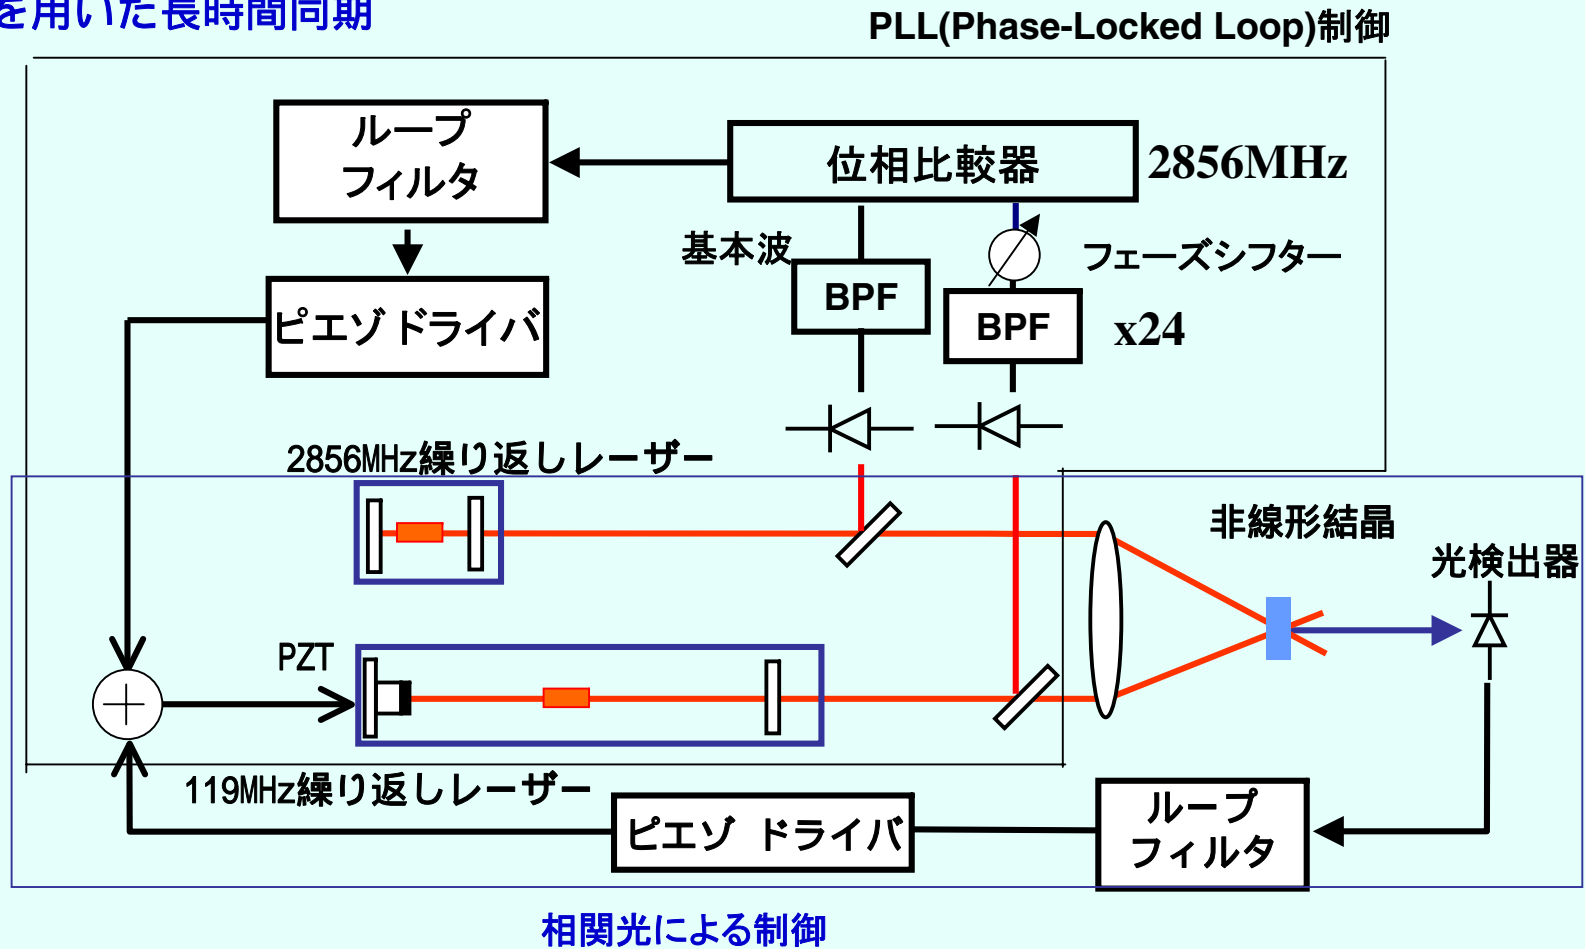 を用いた長時間同期
PLL(Phase-Locked Loop)制御
ループ
フィルタ
位相比較器
2856MHz
基本波
フェーズシフター
BPF
BPF
x24
ピエゾ ドライバ
2856MHz繰り返しレーザー
非線形結晶
光検出器
PZT
119MHz繰り返しレーザー
ピエゾ ドライバ
ループ
フィルタ
相関光による制御